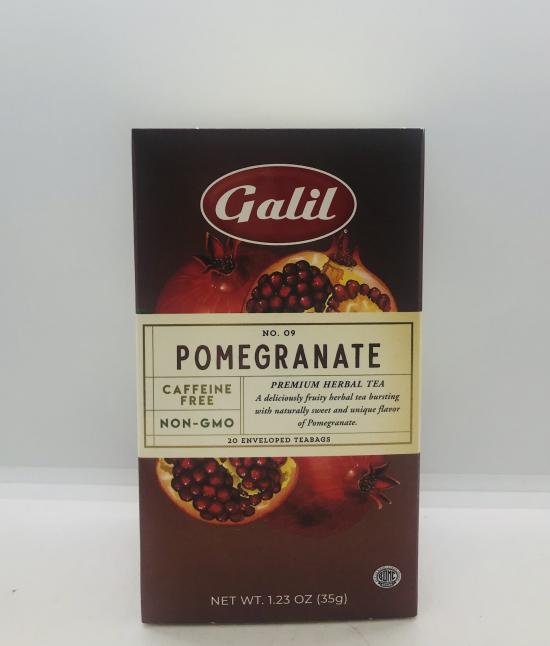 Galil
NO. 09
POMEGRANATE
CAFFEINE
FREE
NON-GMO
PREMIUM HERBAL TEA
A deliciously fruity herbal tea bursting
with naturally sweet and unique flavor
of Pomegranate.
20 ENVELOPED TEABAGS
NET WT. 1.23 OZ (35g)